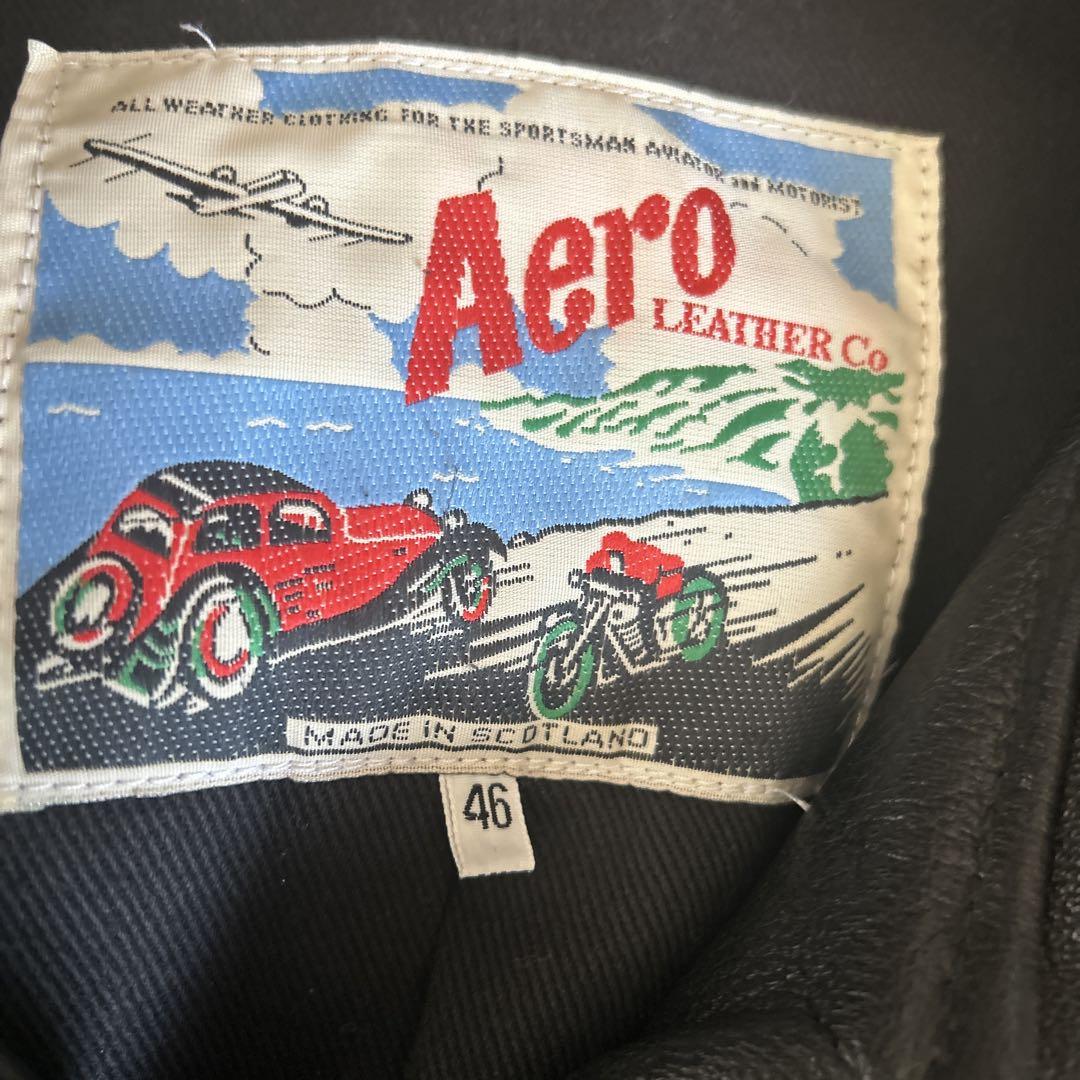 ALL WEATHER CLOTHING FOR THE SPORTSMAN AVIATOR and MOTORIST
Aero
LEATHER Co
MADE IN SCOTLAND
46